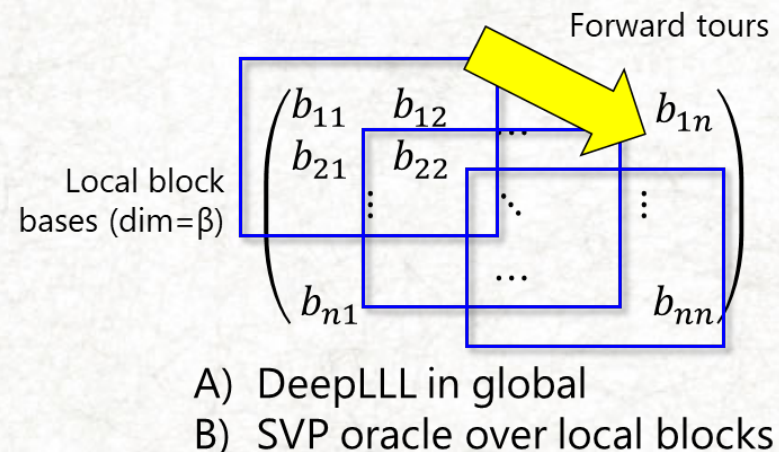 Forward tours
b₁₁ b₁₂ ... b₁ₙ
b₂₁ b₂₂
Local block
bases (dim=β)
⋮ ⋱ ⋮
...
bₙ₁ bₙₙ
A) DeepLLL in global
B) SVP oracle over local blocks